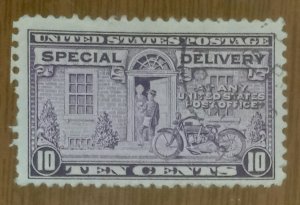 UNITED STATES POSTAGE
SPECIAL DELIVERY
AT ANY
UNITED STATES
POST OFFICE
10 TEN CENTS 10